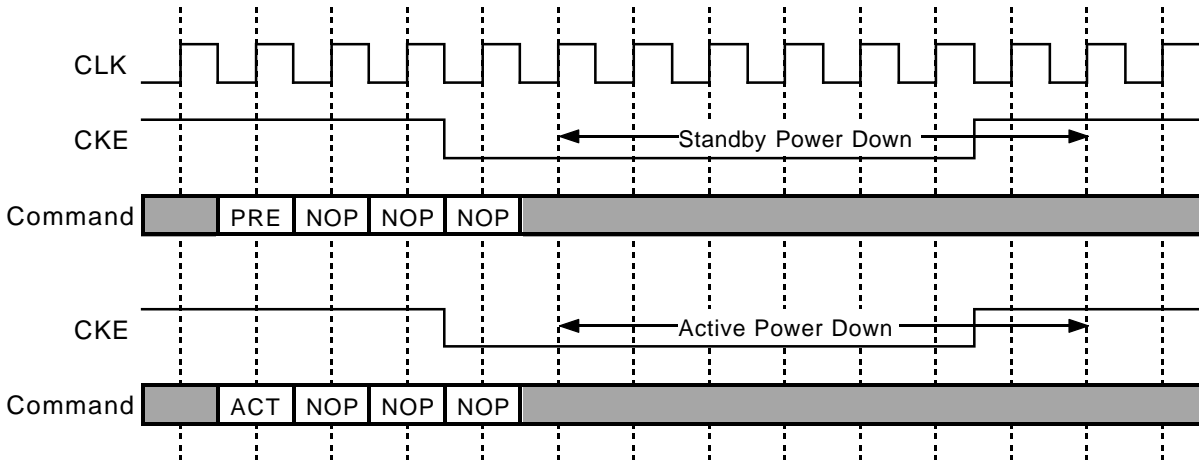 CLK
CKE
Standby Power Down
Command PRE NOP NOP NOP
CKE
Active Power Down
Command ACT NOP NOP NOP